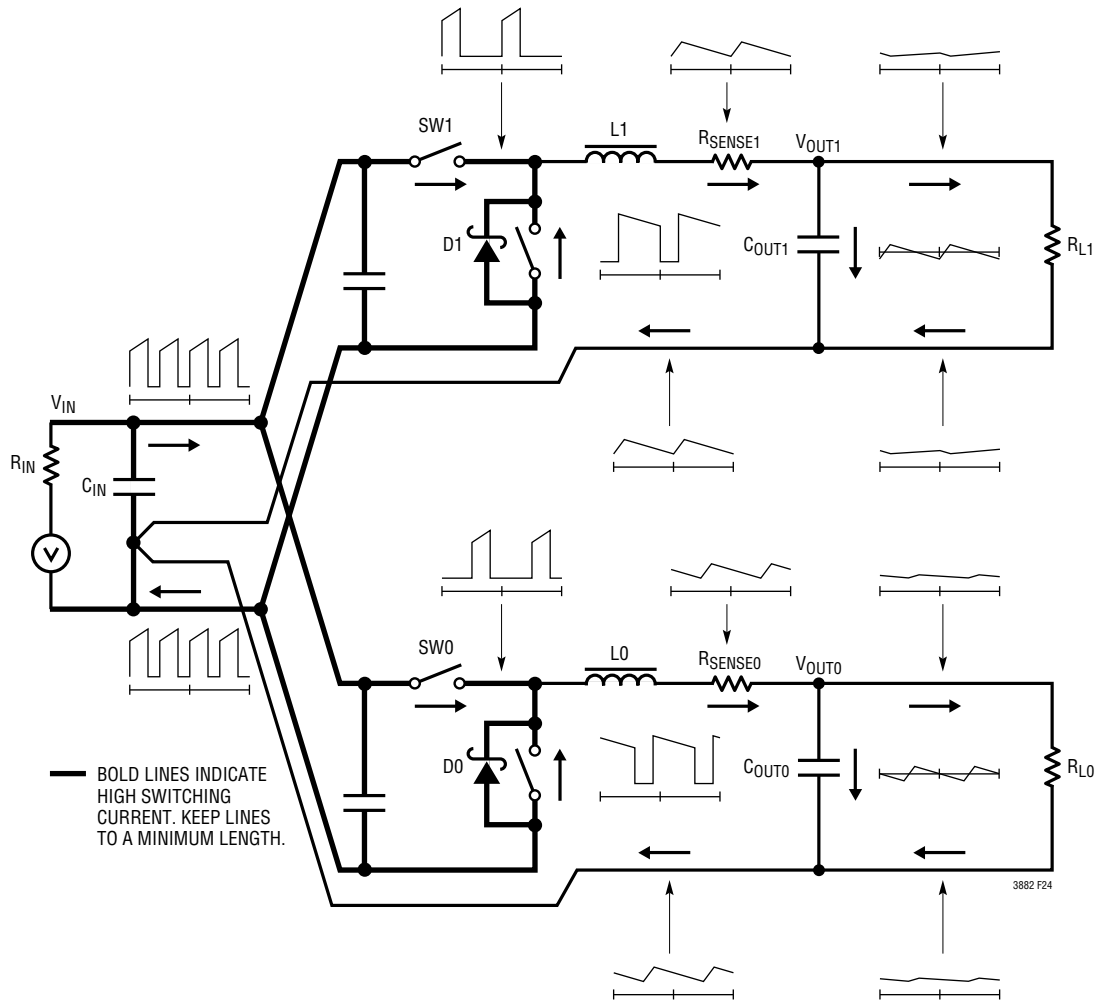 SW1
L1
RSENSE1
VOUT1
D1
COUT1
RL1
VIN
RIN
CIN
V
SW0
L0
RSENSE0
VOUT0
D0
COUT0
RL0
BOLD LINES INDICATE
HIGH SWITCHING
CURRENT. KEEP LINES
TO A MINIMUM LENGTH.
3882 F24